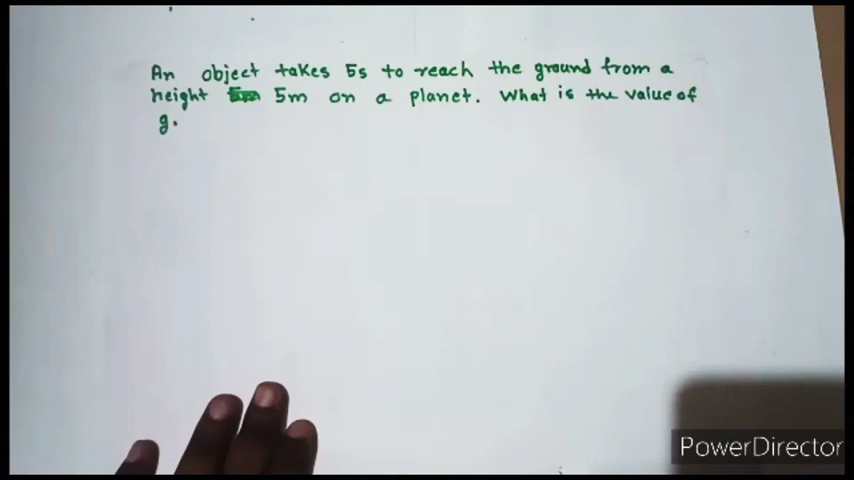 An object takes 5s to reach the ground from a
height 5m on a planet. What is the value of
g.
PowerDirector